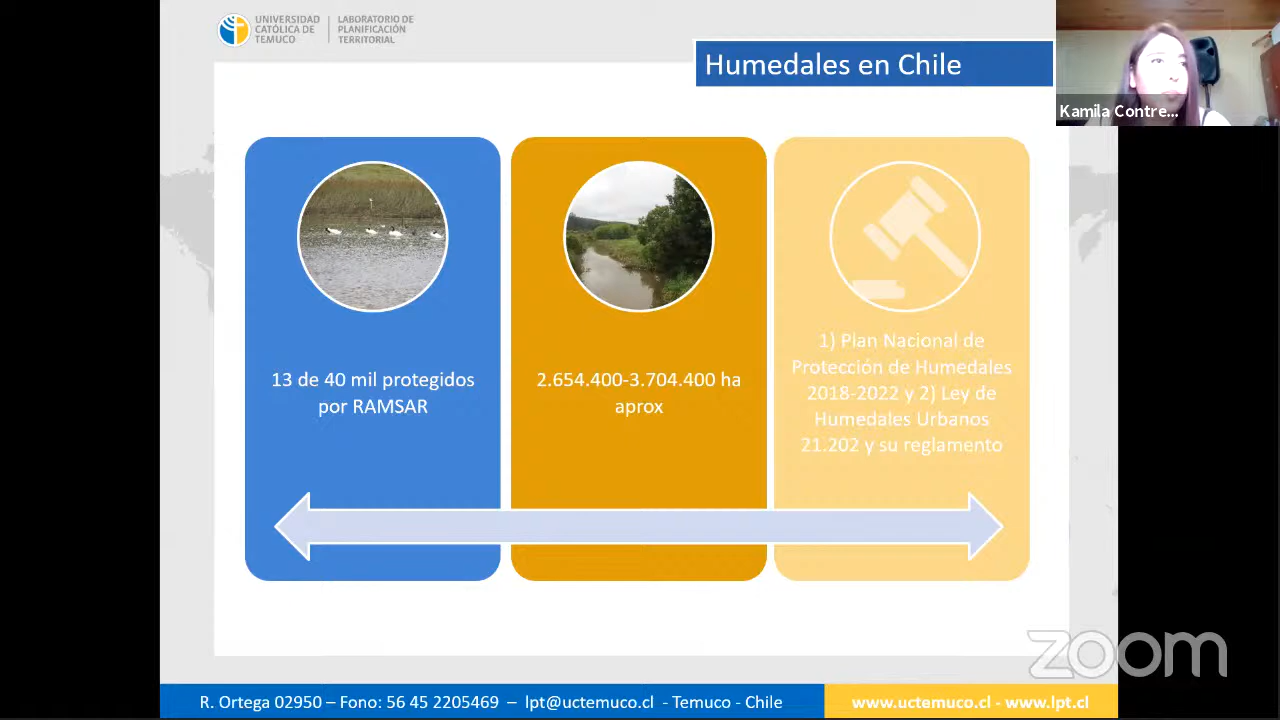 UNIVERSIDAD
CATÓLICA DE
TEMUCO
LABORATORIO DE
PLANIFICACIÓN
TERRITORIAL
Humedales en Chile
Kamila Contre...
13 de 40 mil protegidos
por RAMSAR
2.654.400-3.704.400 ha
aprox
1) Plan Nacional de
Protección de Humedales
2018-2022 y 2) Ley de
Humedales Urbanos
21.202 y su reglamento
zoom
R. Ortega 02950 – Fono: 56 45 2205469 – lpt@uctemuco.cl - Temuco - Chile
www.uctemuco.cl - www.lpt.cl